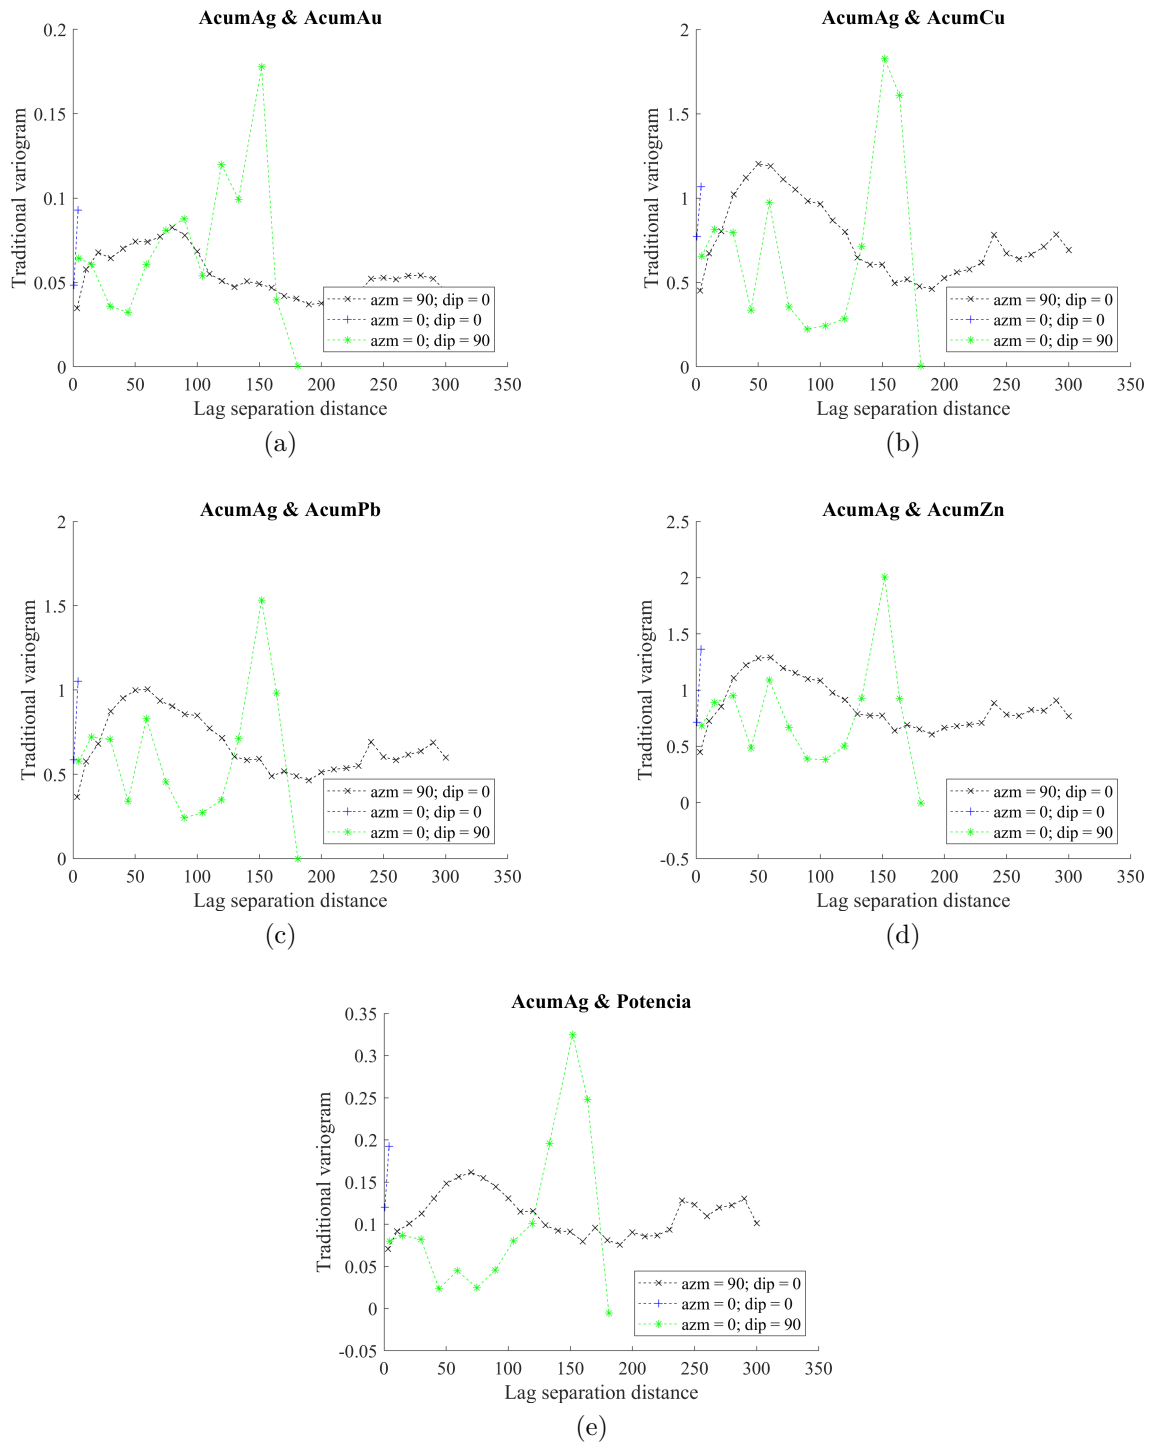 AcumAg & AcumAu
Traditional variogram
0.2
0.15
0.1
0.05
0
0 50 100 150 200 250 300 350
azm = 90; dip = 0
azm = 0; dip = 0
azm = 0; dip = 90
Lag separation distance
(a)
AcumAg & AcumCu
Traditional variogram
2
1.5
1
0.5
0
0 50 100 150 200 250 300 350
azm = 90; dip = 0
azm = 0; dip = 0
azm = 0; dip = 90
Lag separation distance
(b)
AcumAg & AcumPb
Traditional variogram
2
1.5
1
0.5
0
0 50 100 150 200 250 300 350
azm = 90; dip = 0
azm = 0; dip = 0
azm = 0; dip = 90
Lag separation distance
(c)
AcumAg & AcumZn
Traditional variogram
2.5
2
1.5
1
0.5
0
-0.5
0 50 100 150 200 250 300 350
azm = 90; dip = 0
azm = 0; dip = 0
azm = 0; dip = 90
Lag separation distance
(d)
AcumAg & Potencia
Traditional variogram
0.35
0.3
0.25
0.2
0.15
0.1
0.05
0
-0.05
0 50 100 150 200 250 300 350
azm = 90; dip = 0
azm = 0; dip = 0
azm = 0; dip = 90
Lag separation distance
(e)